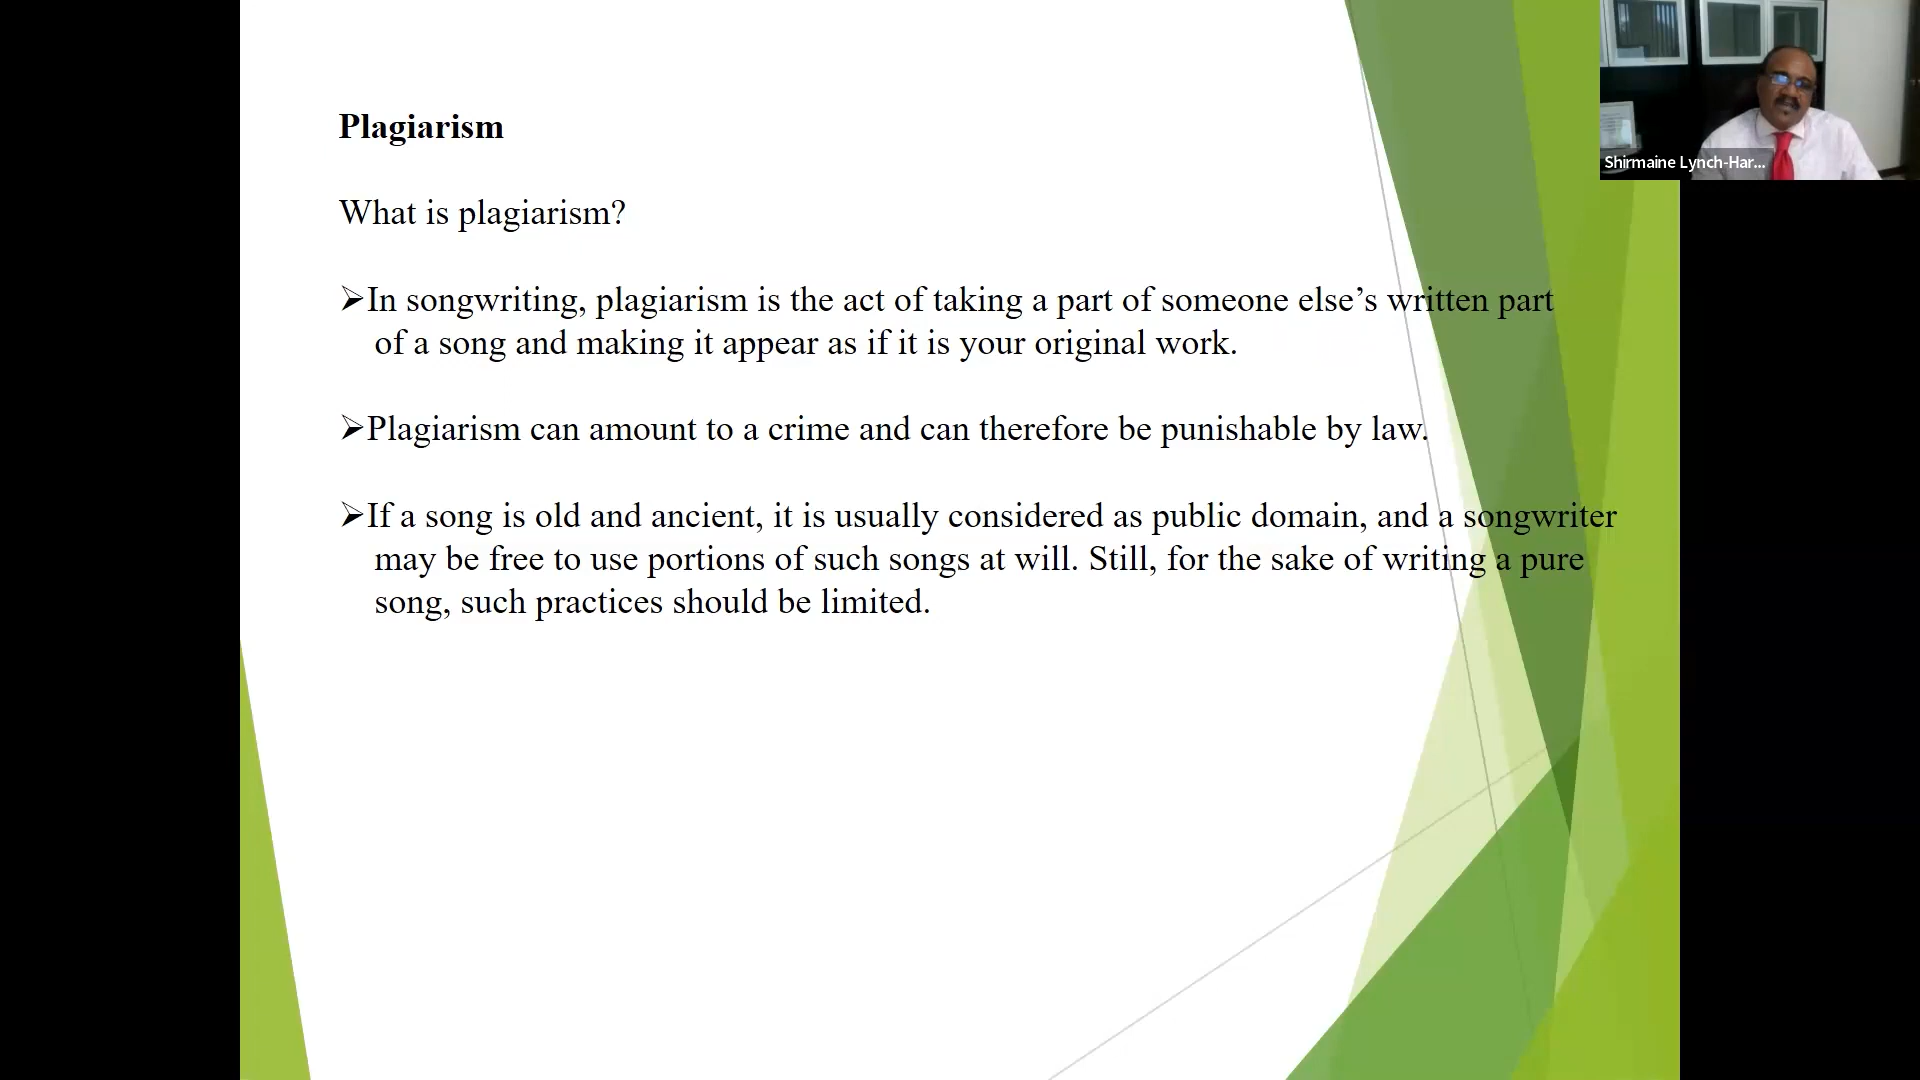 Plagiarism
What is plagiarism?
➢In songwriting, plagiarism is the act of taking a part of someone else’s written part
of a song and making it appear as if it is your original work.
➢Plagiarism can amount to a crime and can therefore be punishable by law.
➢If a song is old and ancient, it is usually considered as public domain, and a songwriter
may be free to use portions of such songs at will. Still, for the sake of writing a pure
song, such practices should be limited.
Shirmaine Lynch-Har...